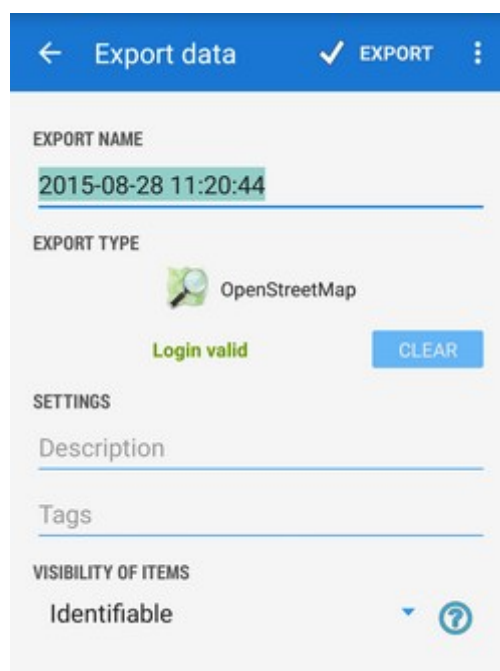 Export data EXPORT
EXPORT NAME
2015-08-28 11:20:44
EXPORT TYPE
OpenStreetMap
Login valid CLEAR
SETTINGS
Description
Tags
VISIBILITY OF ITEMS
Identifiable ?